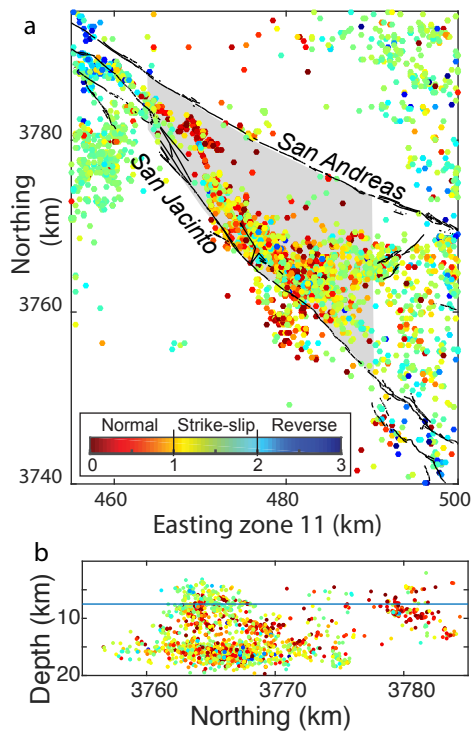 a
3780
3760
3740
Northing
(km)
San Andreas
San Jacinto
Normal Strike-slip Reverse
0 1 2 3
460 480 500
Easting zone 11 (km)
b
10
20
Depth (km)
3760 3770 3780
Northing (km)